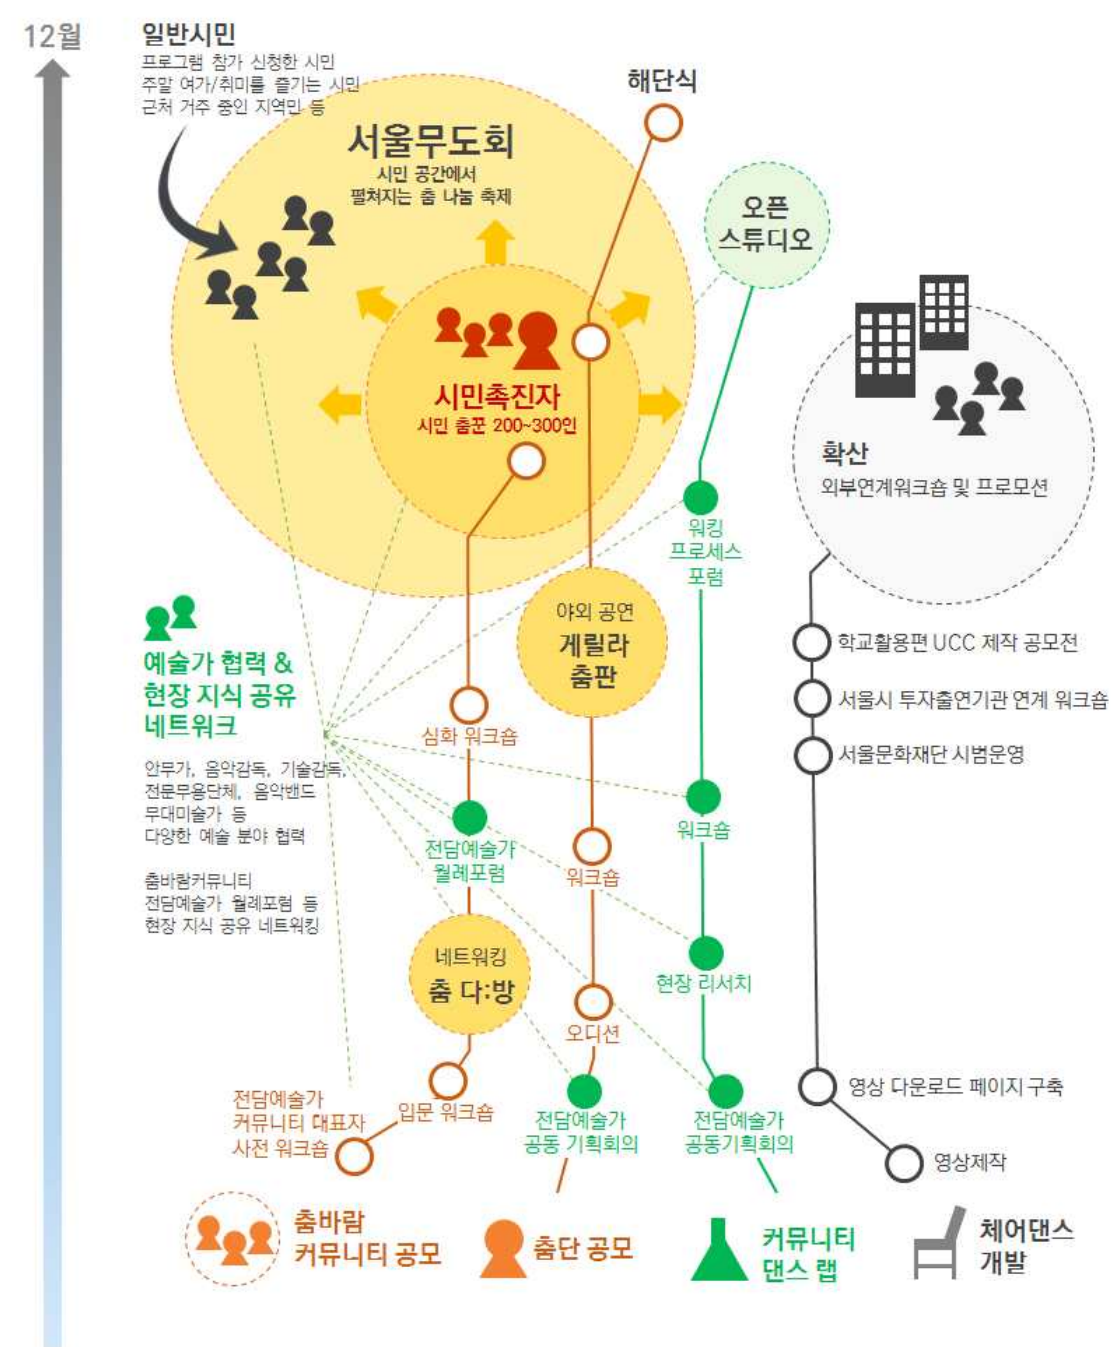 12월
일반시민
프로그램 참가 신청한 시민
주말 여가/취미를 즐기는 시민
근처 거주 중인 지역민 등
해단식
서울무도회
시민 공간에서
펼쳐지는 춤 나눔 축제
오픈
스튜디오
시민촉진자
시민 춤꾼 200~300인
확산
외부연계워크숍 및 프로모션
워킹
프로세스
포럼
야외 공연
게릴라
춤판
예술가 협력 &
현장 지식 공유
네트워크
안무가, 음악감독, 기술감독,
전문무용단체, 음악밴드
무대미술가 등
다양한 예술 분야 협력
춤바람커뮤니티
전담예술가 월례포럼 등
현장 지식 공유 네트워킹
학교활용편 UCC 제작 공모전
서울시 투자출연기관 연계 워크숍
서울문화재단 시범운영
심화 워크숍
전담예술가
월례포럼
워크숍
워크숍
네트워킹
춤 다:방
현장 리서치
오디션
전담예술가
커뮤니티 대표자
사전 워크숍
입문 워크숍
전담예술가
공동 기획회의
전담예술가
공동기획회의
영상 다운로드 페이지 구축
영상제작
춤바람
커뮤니티 공모
춤단 공모
커뮤니티
댄스 랩
체어댄스
개발